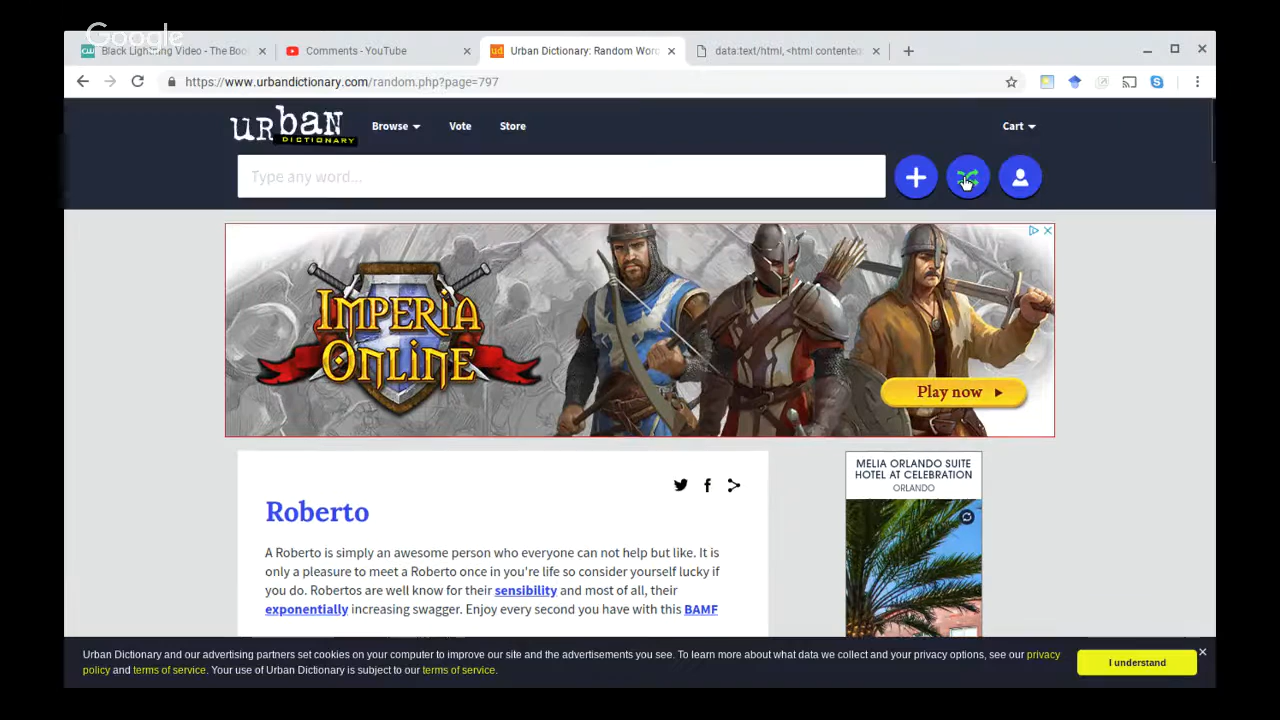 Google
Black Lightning Video - The Boo
Comments - YouTube
Urban Dictionary: Random Word
data:text/html,<html contented
https://www.urbandictionary.com/random.php?page=797
urban
DICTIONARY
Browse
Vote
Store
Cart
Type any word...
IMPERIA
ONLINE
Play now
MELIA ORLANDO SUITE
HOTEL AT CELEBRATION
ORLANDO
Roberto
A Roberto is simply an awesome person who everyone can not help but like. It is
only a pleasure to meet a Roberto once in you're life so consider yourself lucky if
you do. Robertos are well know for their sensibility and most of all, their
exponentially increasing swagger. Enjoy every second you have with this BAMF
Urban Dictionary and our advertising partners set cookies on your computer to improve our site and the advertisements you see. To learn more about what data we collect and your privacy options, see our privacy
policy and terms of service. Your use of Urban Dictionary is subject to our terms of service.
I understand